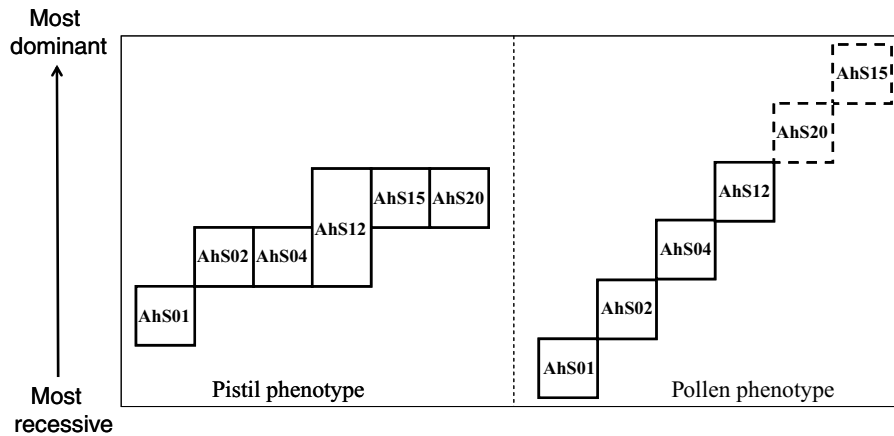 Most
dominant
AhS15
AhS20
AhS12
AhS15
AhS20
AhS12
AhS02
AhS04
AhS04
AhS02
AhS01
AhS01
Pistil phenotype
Pollen phenotype
Most
recessive